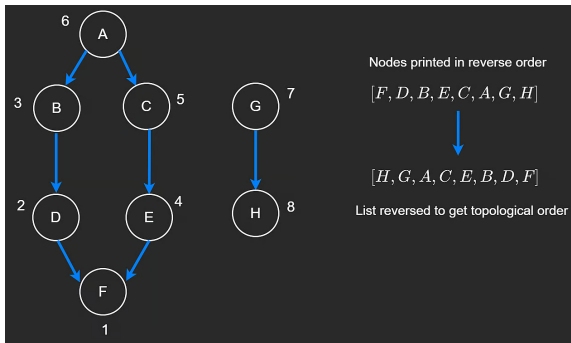 6
A
3
B
C
5
G
7
2
D
E
4
H
8
F
1
Nodes printed in reverse order
[F, D, B, E, C, A, G, H]
[H, G, A, C, E, B, D, F]
List reversed to get topological order